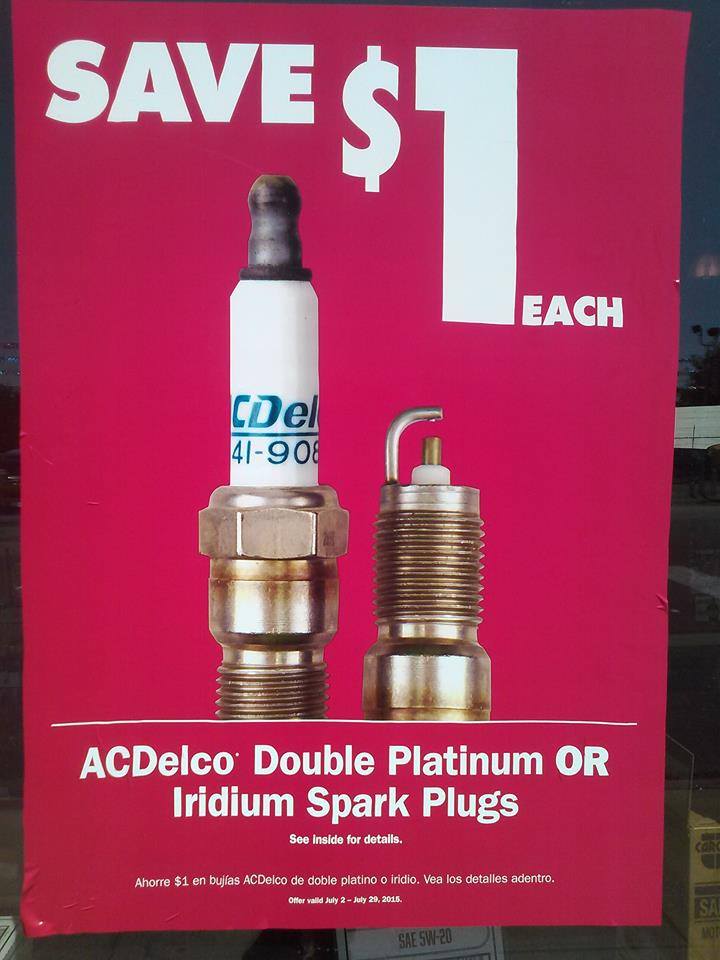 SAVE $1
EACH
CDel
41-908
ACDelco Double Platinum OR
Iridium Spark Plugs
See inside for details.
Ahorre $1 en bujías ACDelco de doble platino o iridio. Vea los detalles adentro.
Offer valid July 2 – July 29, 2015.
SAE 5W-20